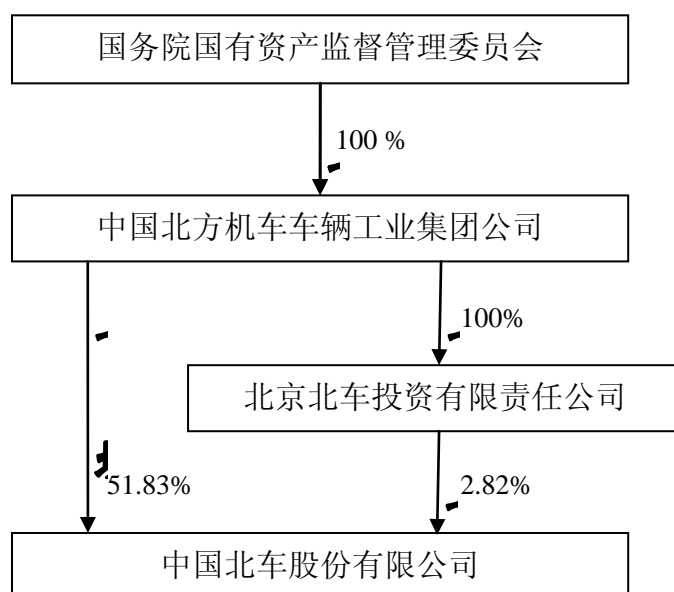 国务院国有资产监督管理委员会
100 %
中国北方机车车辆工业集团公司
100%
北京北车投资有限责任公司
51.83%
2.82%
中国北车股份有限公司